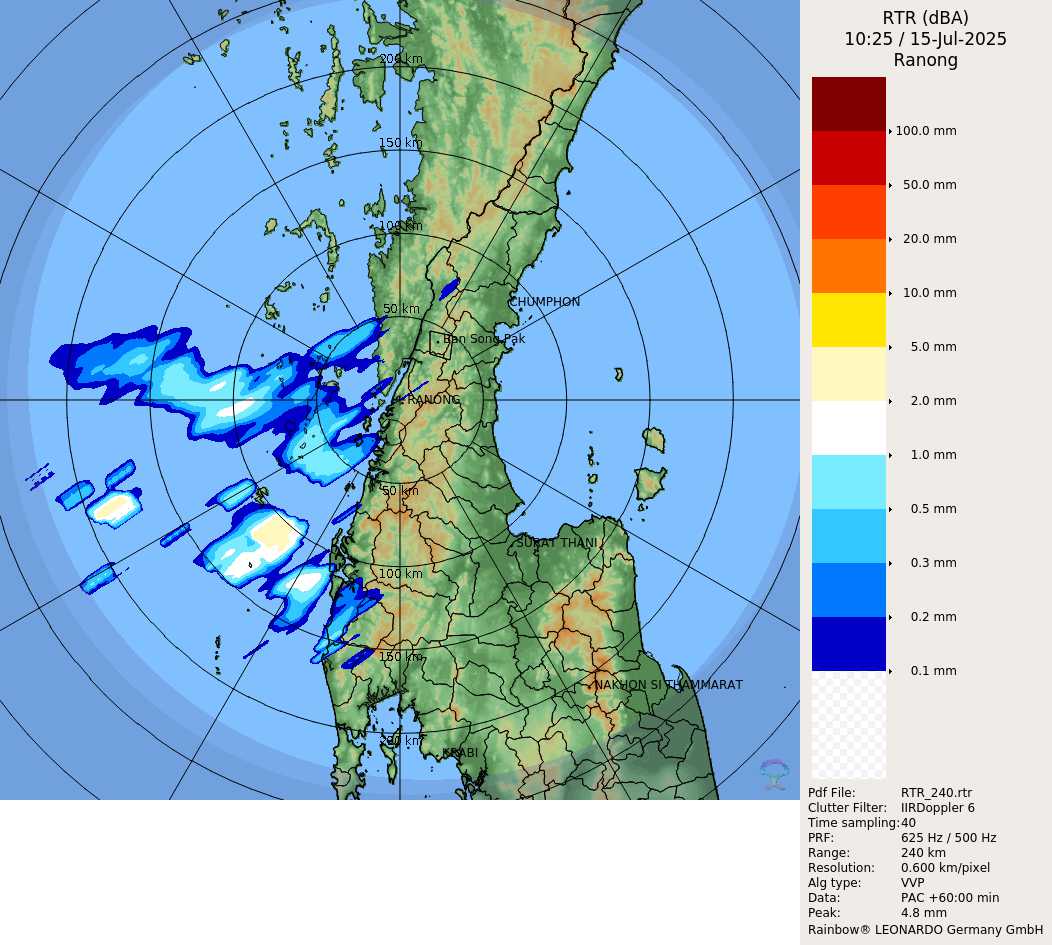 200 km
150 km
100 km
50 km
CHUMPHON
Ban Song Pak
RANONG
50 km
SURAT THANI
100 km
150 km
NAKHON SI THAMMARAT
200 km
KRABI
RTR (dBA)
10:25 / 15-Jul-2025
Ranong
100.0 mm
50.0 mm
20.0 mm
10.0 mm
5.0 mm
2.0 mm
1.0 mm
0.5 mm
0.3 mm
0.2 mm
0.1 mm
Pdf File: RTR_240.rtr
Clutter Filter: IIRDoppler 6
Time sampling:40
PRF: 625 Hz / 500 Hz
Range: 240 km
Resolution: 0.600 km/pixel
Alg type: VVP
Data: PAC +60:00 min
Peak: 4.8 mm
Rainbow® LEONARDO Germany GmbH